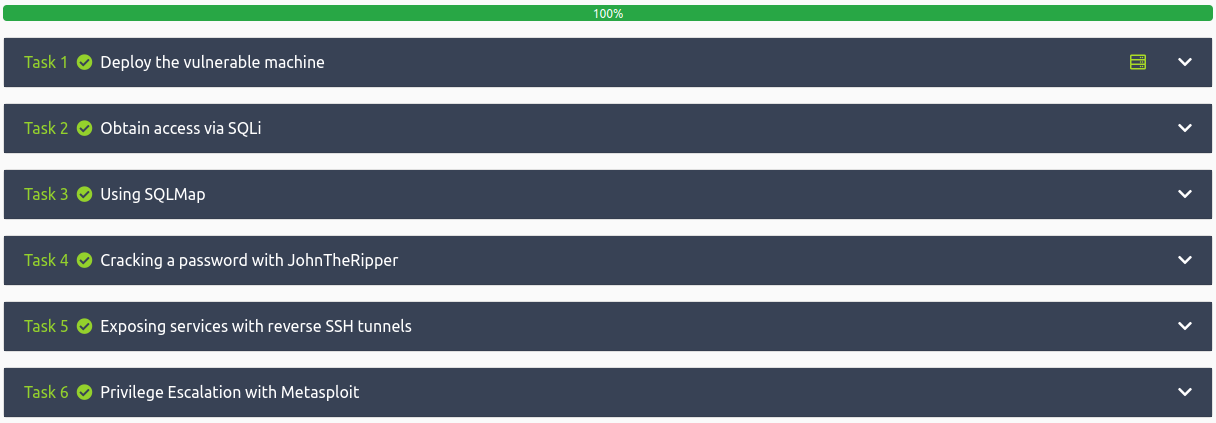 100%
Task 1 Deploy the vulnerable machine
Task 2 Obtain access via SQLi
Task 3 Using SQLMap
Task 4 Cracking a password with JohnTheRipper
Task 5 Exposing services with reverse SSH tunnels
Task 6 Privilege Escalation with Metasploit